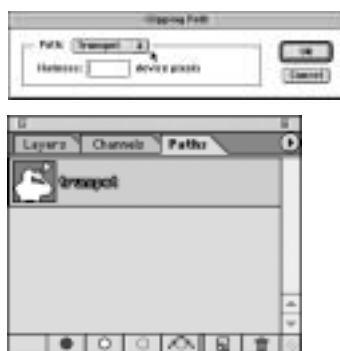 Clipping Path
Path: Trumpet
OK
Flatness: device pixels
Cancel
Layers Channels Paths
trumpet